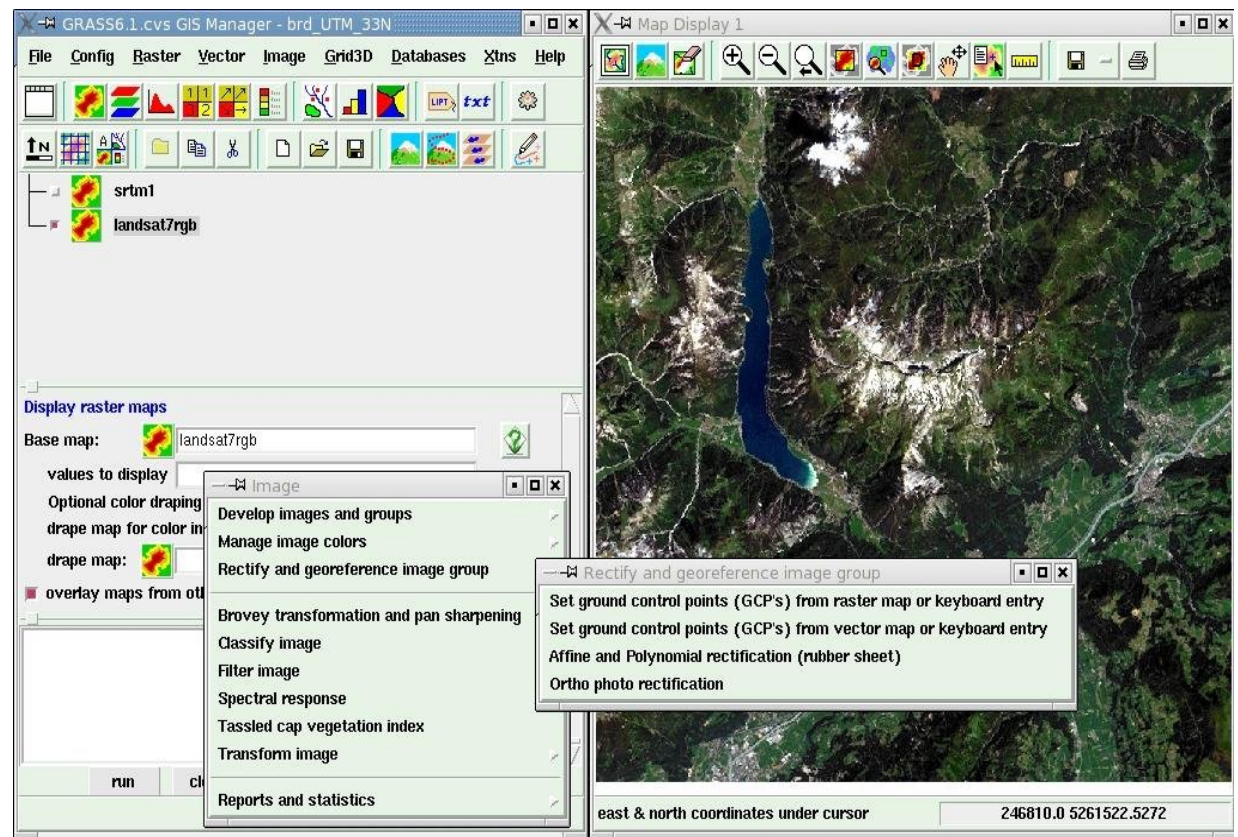 GRASS6.1.cvs GIS Manager - brd_UTM_33N
File Config Raster Vector Image Grid3D Databases Xtns Help
txt
N
srtm1
landsat7rgb
Display raster maps
Base map: landsat7rgb
values to display
Optional color draping
drape map for color in
drape map:
overlay maps from oth
run cle
Image
Develop images and groups
Manage image colors
Rectify and georeference image group
Brovey transformation and pan sharpening
Classify image
Filter image
Spectral response
Tassled cap vegetation index
Transform image
Reports and statistics
Rectify and georeference image group
Set ground control points (GCP's) from raster map or keyboard entry
Set ground control points (GCP's) from vector map or keyboard entry
Affine and Polynomial rectification (rubber sheet)
Ortho photo rectification
Map Display 1
east & north coordinates under cursor 246810.0 5261522.5272